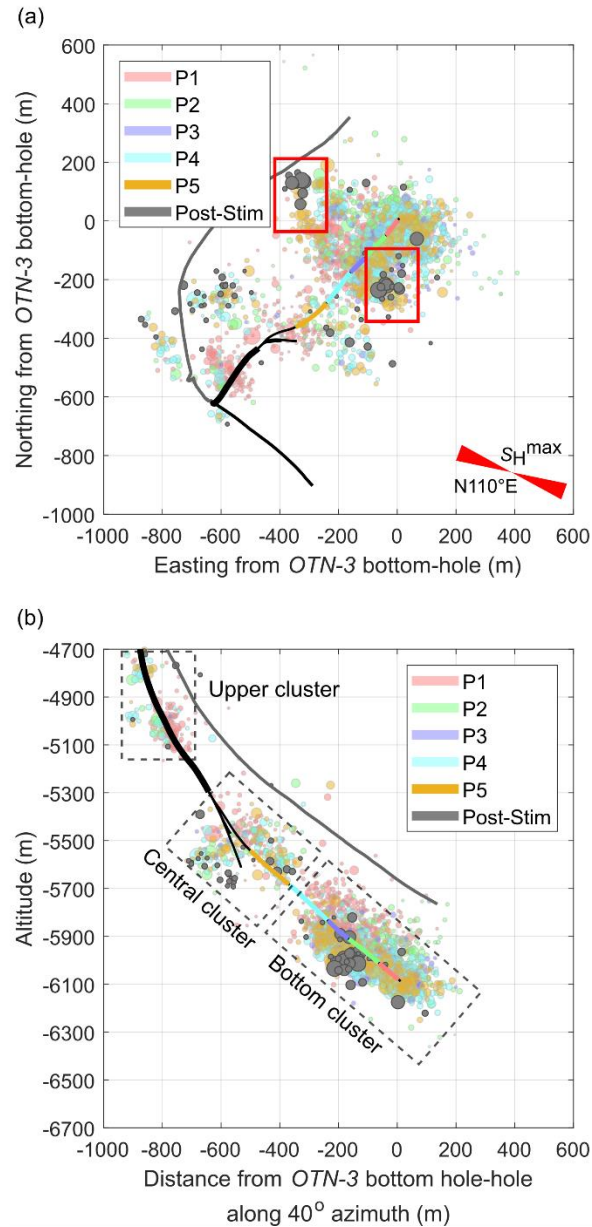 (a)
600
400
200
0
-200
-400
-600
-800
-1000
Northing from OTN-3 bottom-hole (m)
P1
P2
P3
P4
P5
Post-Stim
SHmax
N110°E
-1000 -800 -600 -400 -200 0 200 400 600
Easting from OTN-3 bottom-hole (m)
(b)
-4700
-4900
-5100
-5300
-5500
-5700
-5900
-6100
-6300
-6500
-6700
Altitude (m)
Upper cluster
Central cluster
Bottom cluster
P1
P2
P3
P4
P5
Post-Stim
-1000 -800 -600 -400 -200 0 200 400 600
Distance from OTN-3 bottom hole-hole
along 40o azimuth (m)